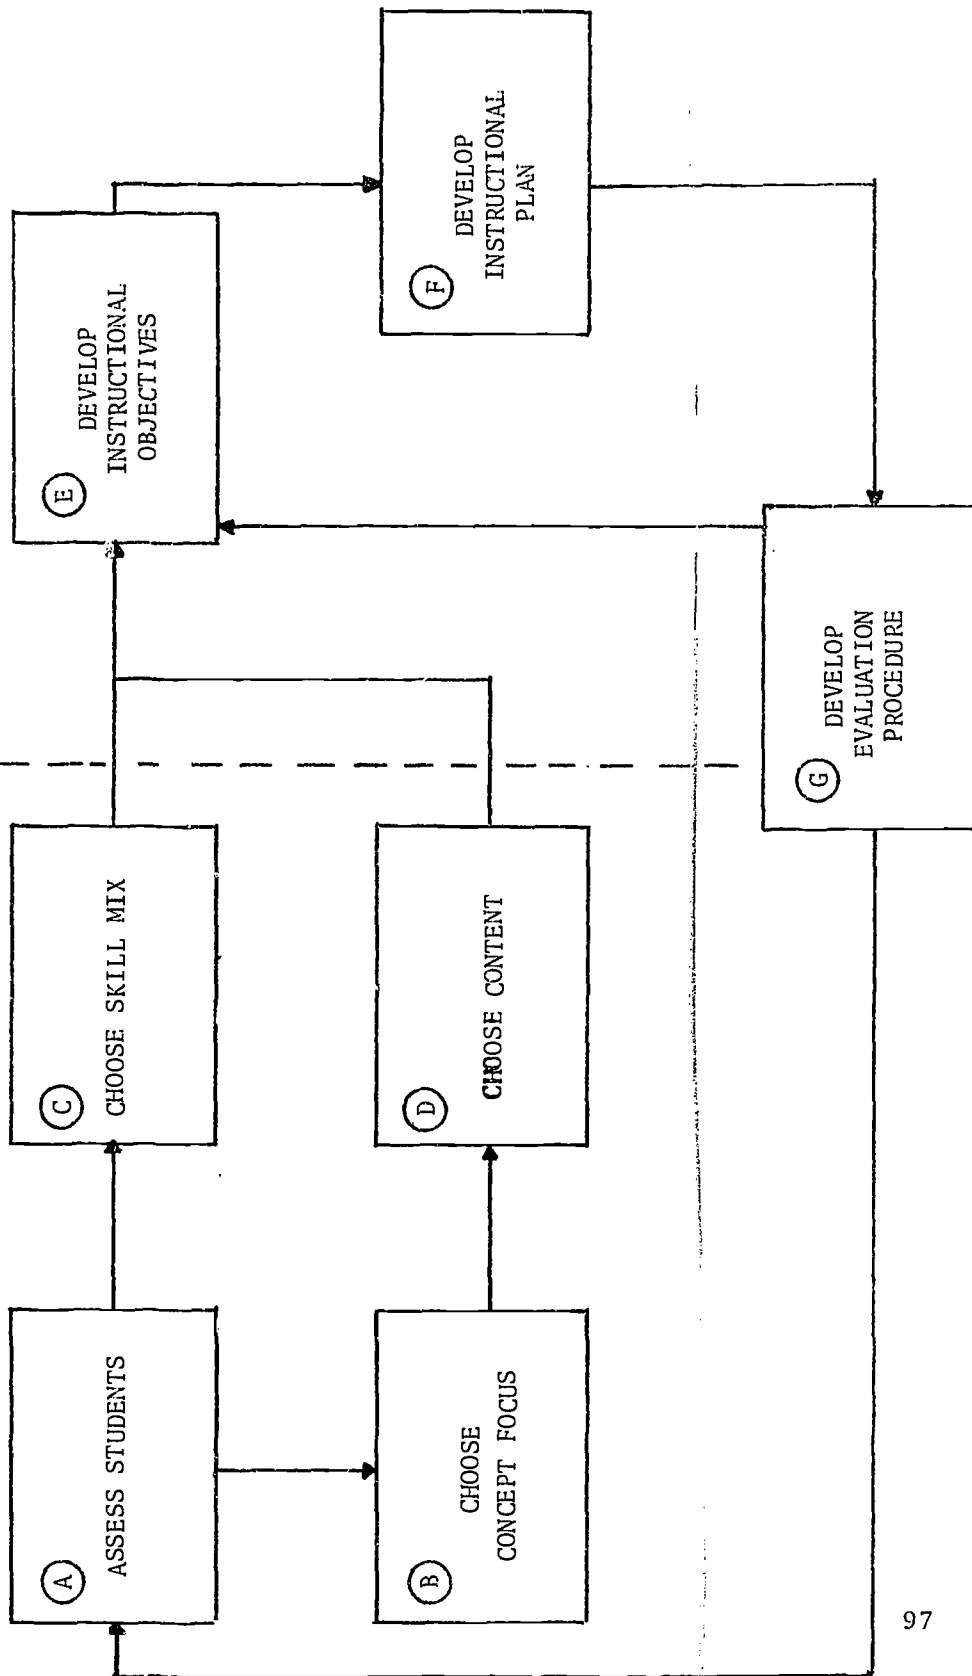 A
ASSESS STUDENTS
B
CHOOSE
CONCEPT FOCUS
C
CHOOSE SKILL MIX
D
CHOOSE CONTENT
E
DEVELOP
INSTRUCTIONAL
OBJECTIVES
F
DEVELOP
INSTRUCTIONAL
PLAN
G
DEVELOP
EVALUATION
PROCEDURE
97